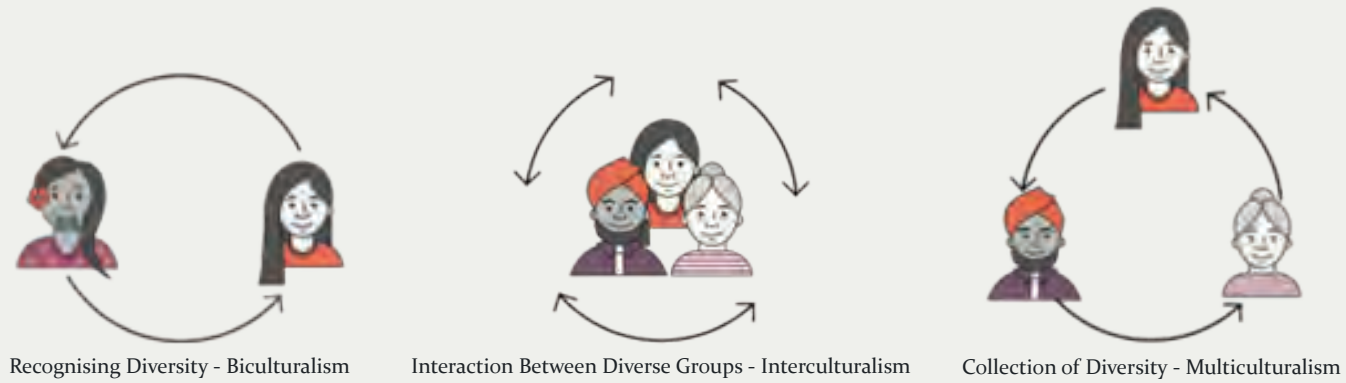 Recognising Diversity - Biculturalism
Interaction Between Diverse Groups - Interculturalism
Collection of Diversity - Multiculturalism